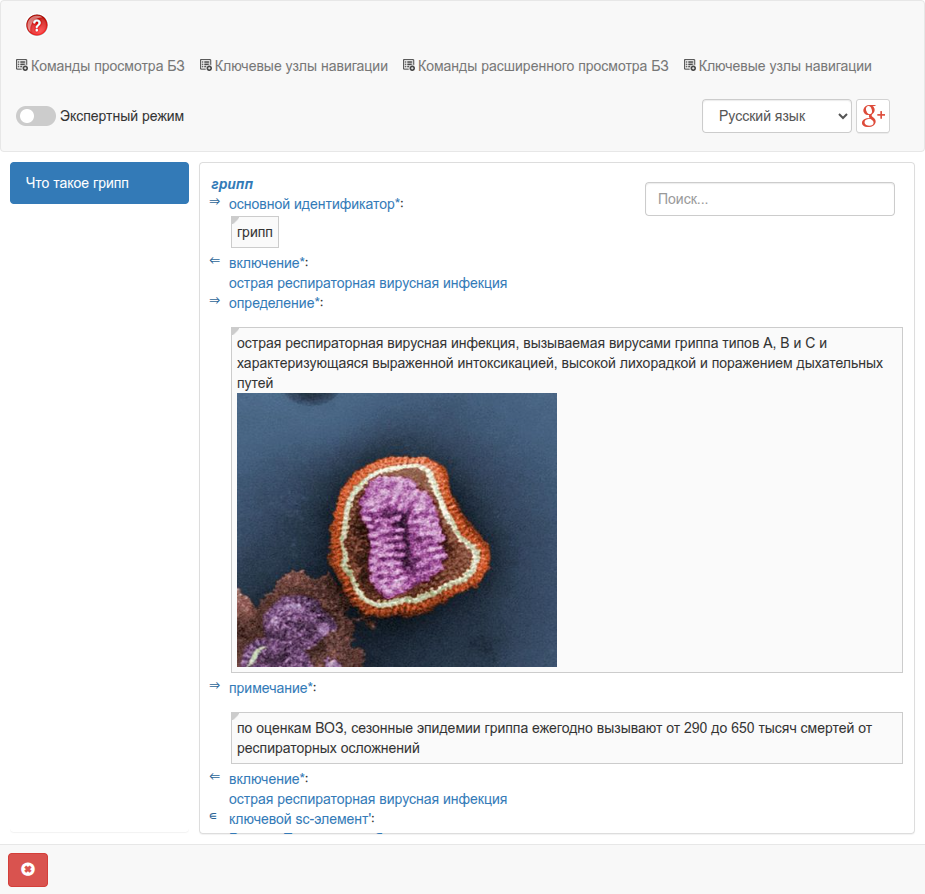 Команды просмотра БЗ Ключевые узлы навигации Команды расширенного просмотра БЗ Ключевые узлы навигации
Экспертный режим
Русский язык
g+
Что такое грипп
грипп
Поиск...
⇒ основной идентификатор*:
грипп
⇐ включение*:
острая респираторная вирусная инфекция
⇒ определение*:
острая респираторная вирусная инфекция, вызываемая вирусами гриппа типов A, B и C и
характеризующаяся выраженной интоксикацией, высокой лихорадкой и поражением дыхательных
путей
⇒ примечание*:
по оценкам ВОЗ, сезонные эпидемии гриппа ежегодно вызывают от 290 до 650 тысяч смертей от
респираторных осложнений
⇐ включение*:
острая респираторная вирусная инфекция
∈ ключевой sc-элемент':